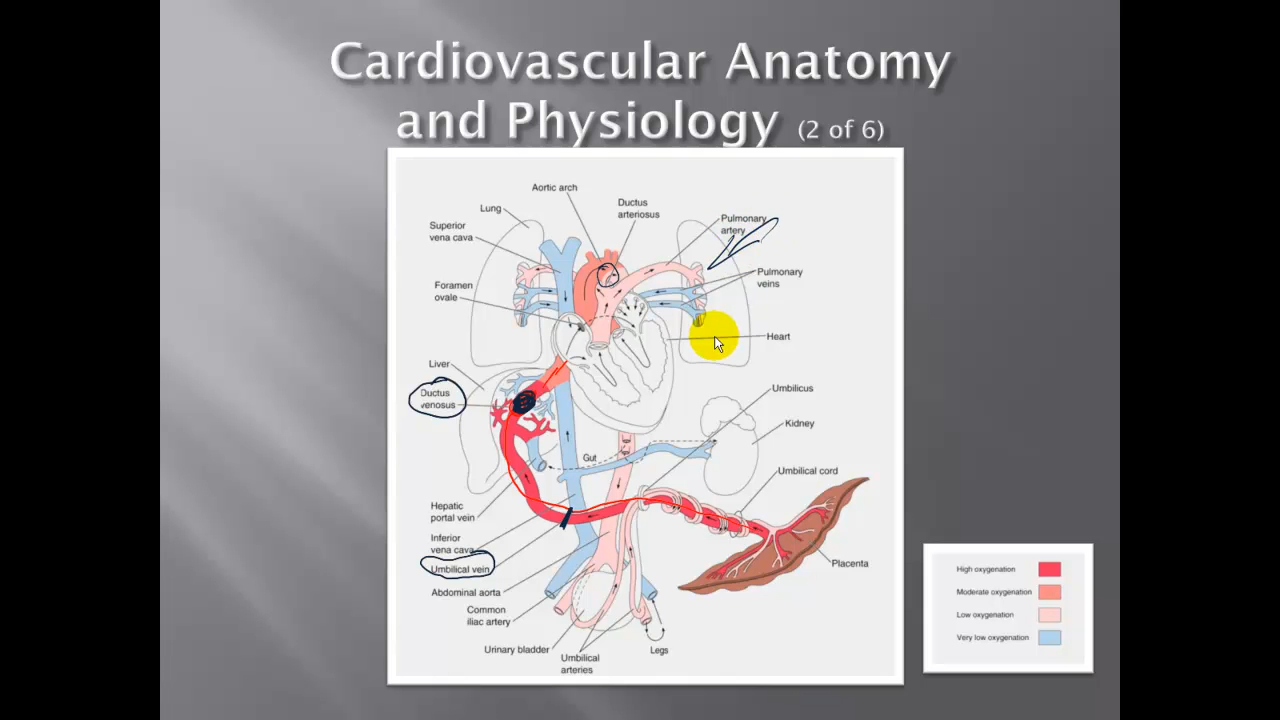 Cardiovascular Anatomy
and Physiology (2 of 6)
Aortic arch
Ductus
arteriosus
Lung
Pulmonary
artery
Superior
vena cava
Pulmonary
veins
Foramen
ovale
Heart
Liver
Ductus
venosus
Umbilicus
Kidney
Gut
Umbilical cord
Hepatic
portal vein
Inferior
vena cava
Umbilical vein
Placenta
Abdominal aorta
Common
iliac artery
Urinary bladder
Umbilical
arteries
Legs
High oxygenation
Moderate oxygenation
Low oxygenation
Very low oxygenation